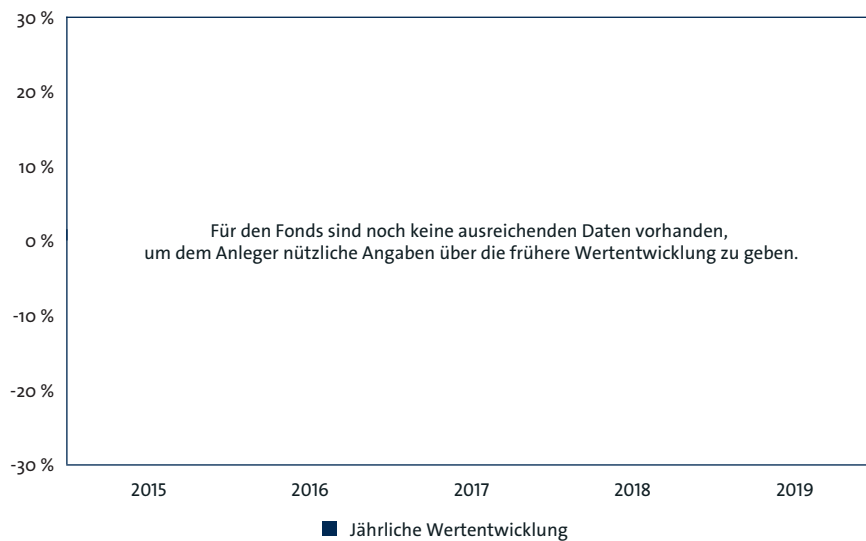 30 %
20 %
10 %
0 %
-10 %
-20 %
-30 %
Für den Fonds sind noch keine ausreichenden Daten vorhanden,
um dem Anleger nützliche Angaben über die frühere Wertentwicklung zu geben.
2015 2016 2017 2018 2019
Jährliche Wertentwicklung